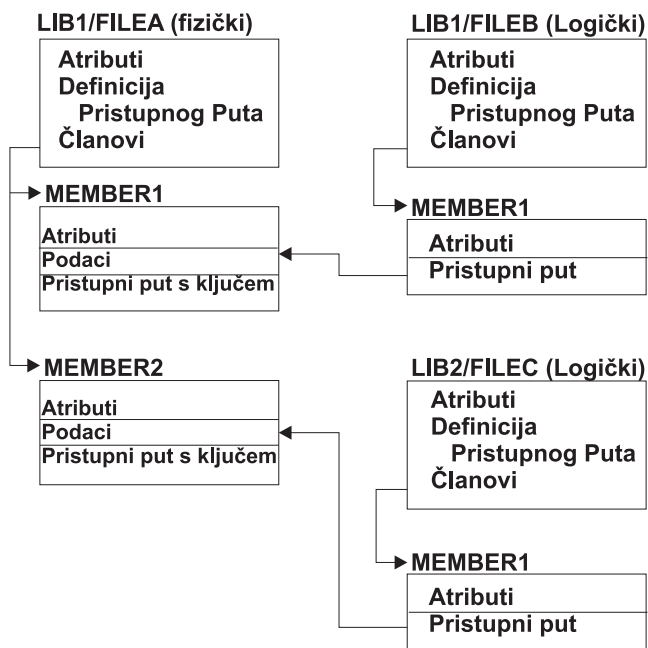 LIB1/FILEA (fizički)
Atributi
Definicija
Pristupnog Puta
Članovi
MEMBER1
Atributi
Podaci
Pristupni put s ključem
MEMBER2
Atributi
Podaci
Pristupni put s ključem
LIB1/FILEB (Logički)
Atributi
Definicija
Pristupnog Puta
Članovi
MEMBER1
Atributi
Pristupni put
LIB2/FILEC (Logički)
Atributi
Definicija
Pristupnog Puta
Članovi
MEMBER1
Atributi
Pristupni put